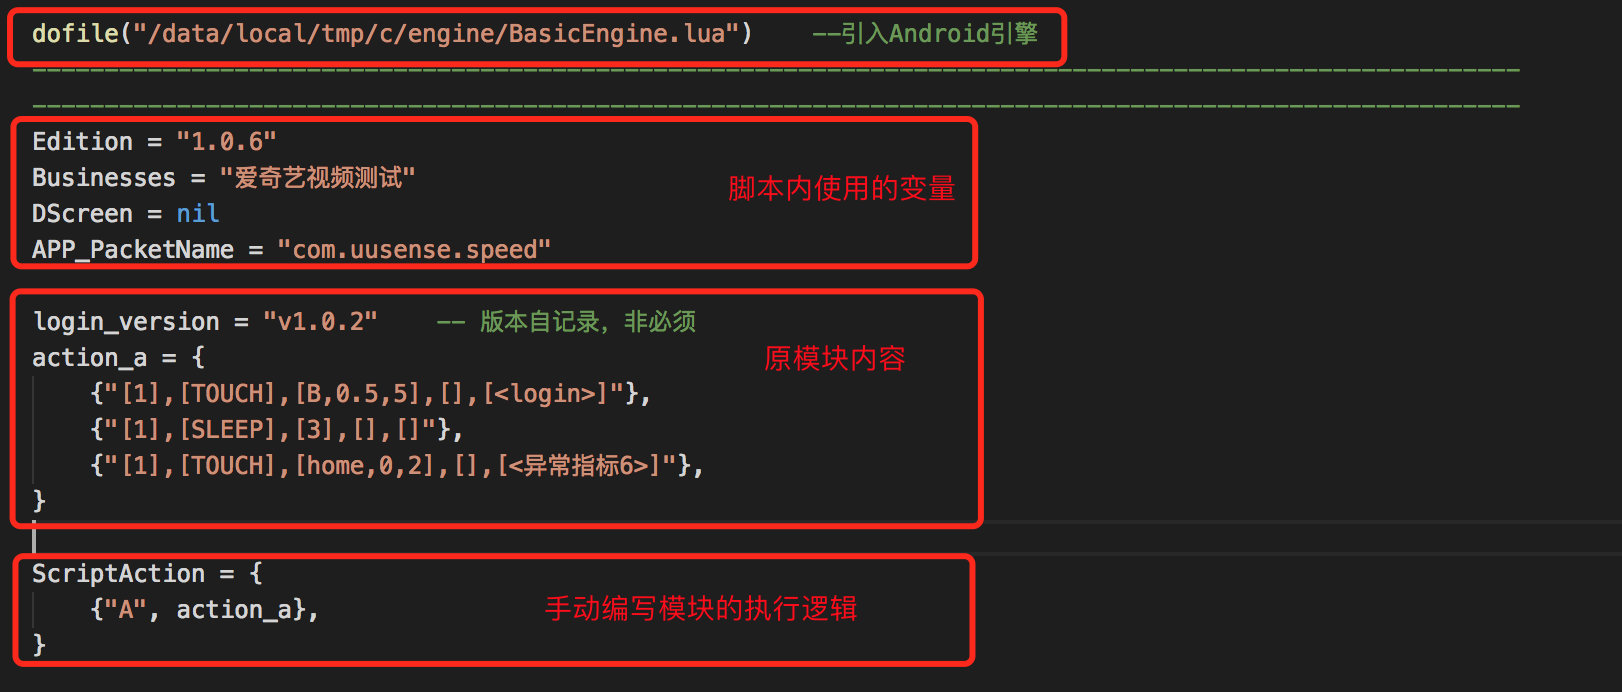 dofile("/data/local/tmp/c/engine/BasicEngine.lua")    --引入Android引擎
-------------------------------------------------------------------------------------------------------
-------------------------------------------------------------------------------------------------------
Edition = "1.0.6"
Businesses = "爱奇艺视频测试"
脚本内使用的变量
DScreen = nil
APP_PacketName = "com.uusense.speed"
login_version = "v1.0.2"    -- 版本自记录，非必须
action_a = {
原模块内容
    {"[1],[TOUCH],[B,0.5,5],[],[<login>]"},
    {"[1],[SLEEP],[3],[],[]"},
    {"[1],[TOUCH],[home,0,2],[],[<异常指标6>]"},
}
ScriptAction = {
    {"A", action_a},
手动编写模块的执行逻辑
}